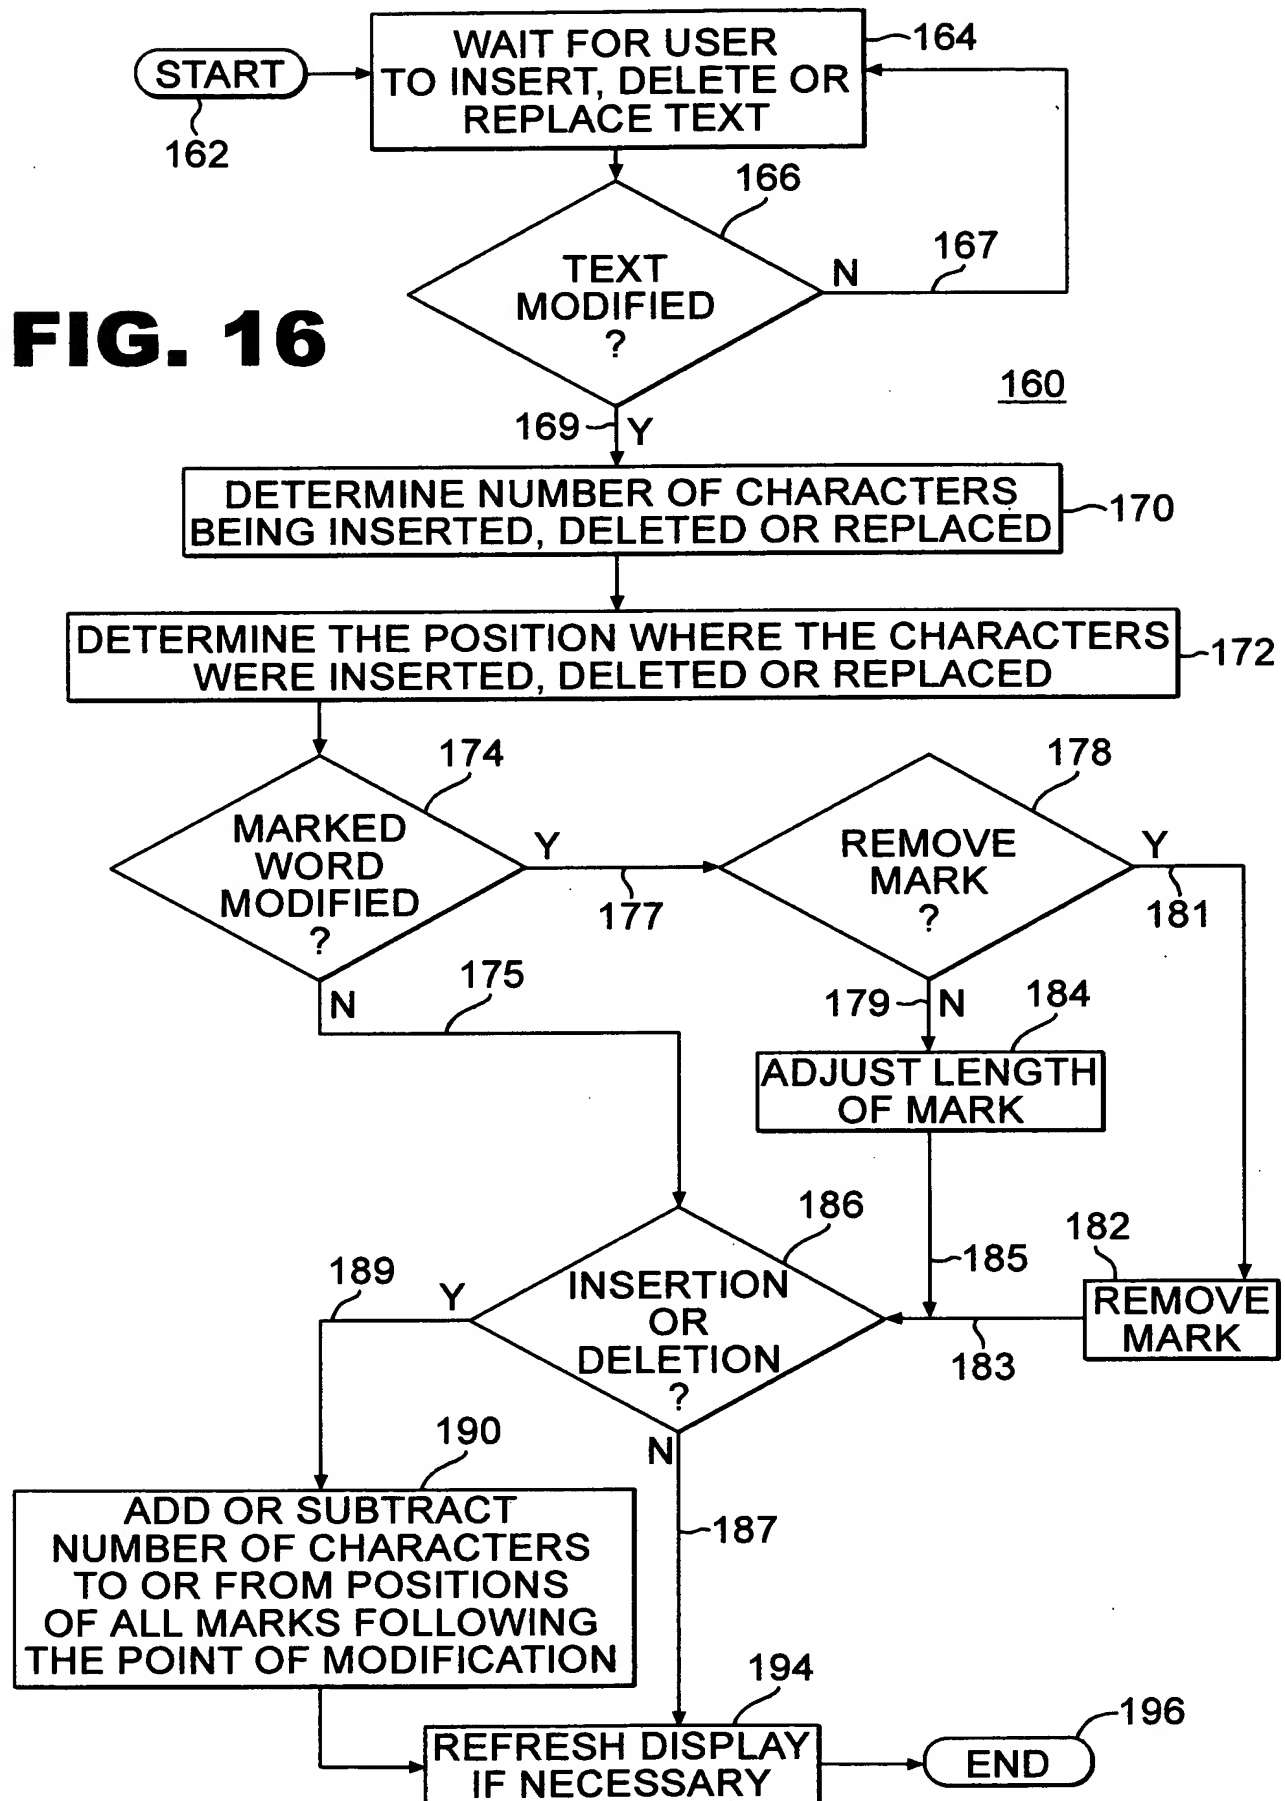 WAIT FOR USER
TO INSERT, DELETE OR
REPLACE TEXT
164
START
162
166
TEXT
MODIFIED
?
N
167
FIG. 16
160
169
Y
DETERMINE NUMBER OF CHARACTERS
BEING INSERTED, DELETED OR REPLACED
170
DETERMINE THE POSITION WHERE THE CHARACTERS
WERE INSERTED, DELETED OR REPLACED
172
174
MARKED
WORD
MODIFIED
?
Y
177
178
REMOVE
MARK
?
Y
181
N
175
179
N
184
ADJUST LENGTH
OF MARK
185
186
INSERTION
OR
DELETION
?
182
REMOVE
MARK
183
189
Y
N
187
190
ADD OR SUBTRACT
NUMBER OF CHARACTERS
TO OR FROM POSITIONS
OF ALL MARKS FOLLOWING
THE POINT OF MODIFICATION
194
REFRESH DISPLAY
IF NECESSARY
196
END